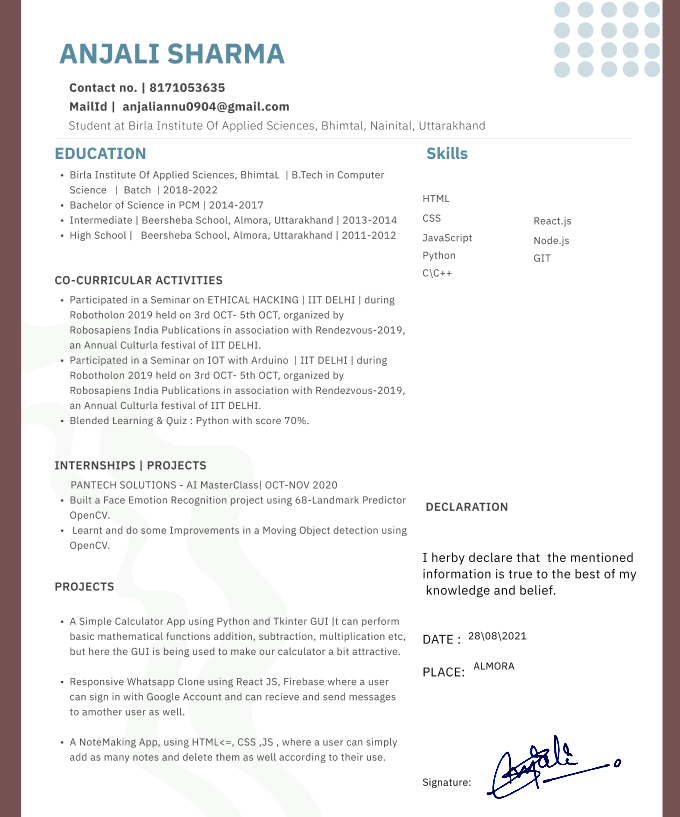 ANJALI SHARMA
Contact no. | 8171053635
MailId | anjaliannu0904@gmail.com
Student at Birla Institute Of Applied Sciences, Bhimtal, Nainital, Uttarakhand
EDUCATION
• Birla Institute Of Applied Sciences, BhimtaL | B.Tech in Computer
Science | Batch | 2018-2022
• Bachelor of Science in PCM | 2014-2017
• Intermediate | Beersheba School, Almora, Uttarakhand | 2013-2014
• High School | Beersheba School, Almora, Uttarakhand | 2011-2012
CO-CURRICULAR ACTIVITIES
• Participated in a Seminar on ETHICAL HACKING | IIT DELHI | during
Robotholon 2019 held on 3rd OCT- 5th OCT, organized by
Robosapiens India Publications in association with Rendezvous-2019,
an Annual Culturla festival of IIT DELHI.
• Participated in a Seminar on IOT with Arduino | IIT DELHI | during
Robotholon 2019 held on 3rd OCT- 5th OCT, organized by
Robosapiens India Publications in association with Rendezvous-2019,
an Annual Culturla festival of IIT DELHI.
• Blended Learning & Quiz : Python with score 70%.
INTERNSHIPS | PROJECTS
PANTECH SOLUTIONS - AI MasterClass| OCT-NOV 2020
• Built a Face Emotion Recognition project using 68-Landmark Predictor
OpenCV.
• Learnt and do some Improvements in a Moving Object detection using
OpenCV.
PROJECTS
• A Simple Calculator App using Python and Tkinter GUI |t can perform
basic mathematical functions addition, subtraction, multiplication etc,
but here the GUI is being used to make our calculator a bit attractive.
• Responsive Whatsapp Clone using React JS, Firebase where a user
can sign in with Google Account and can recieve and send messages
to amother user as well.
• A NoteMaking App, using HTML<=, CSS ,JS , where a user can simply
add as many notes and delete them as well according to their use.
Skills
HTML
CSS
JavaScript
Python
C\C++
React.js
Node.js
GIT
DECLARATION
I herby declare that the mentioned
information is true to the best of my
knowledge and belief.
DATE : 28\08\2021
PLACE: ALMORA
Signature: Anjali